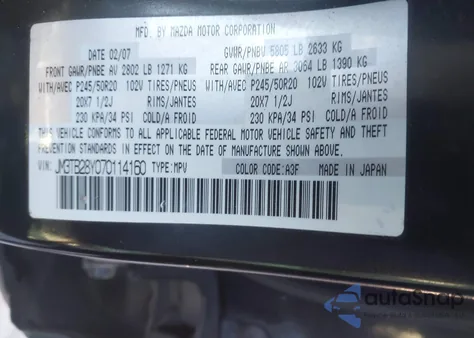 MFD. BY MAZDA MOTOR CORPORATION
DATE 02/07 GVWR/PNBV 5805 LB 2633 KG
FRONT GAWR/PNBE AV 2802 LB 1271 KG REAR GAWR/PNBE AR 3064 LB 1390 KG
WITH/AVEC P245/50R20 102V TIRES/PNEUS WITH/AVEC P245/50R20 102V TIRES/PNEUS
20X7 1/2J RIMS/JANTES 20X7 1/2J RIMS/JANTES
230 KPA/34 PSI COLD/A FROID 230 KPA/34 PSI COLD/A FROID
THIS VEHICLE CONFORMS TO ALL APPLICABLE FEDERAL MOTOR VEHICLE SAFETY AND THEFT
PREVENTION STANDARDS IN EFFECT ON THE DATE OF MANUFACTURE SHOWN ABOVE.
VIN: JM3TB28Y070114160 TYPE: MPV COLOR CODE: A3F MADE IN JAPAN
autoSnap